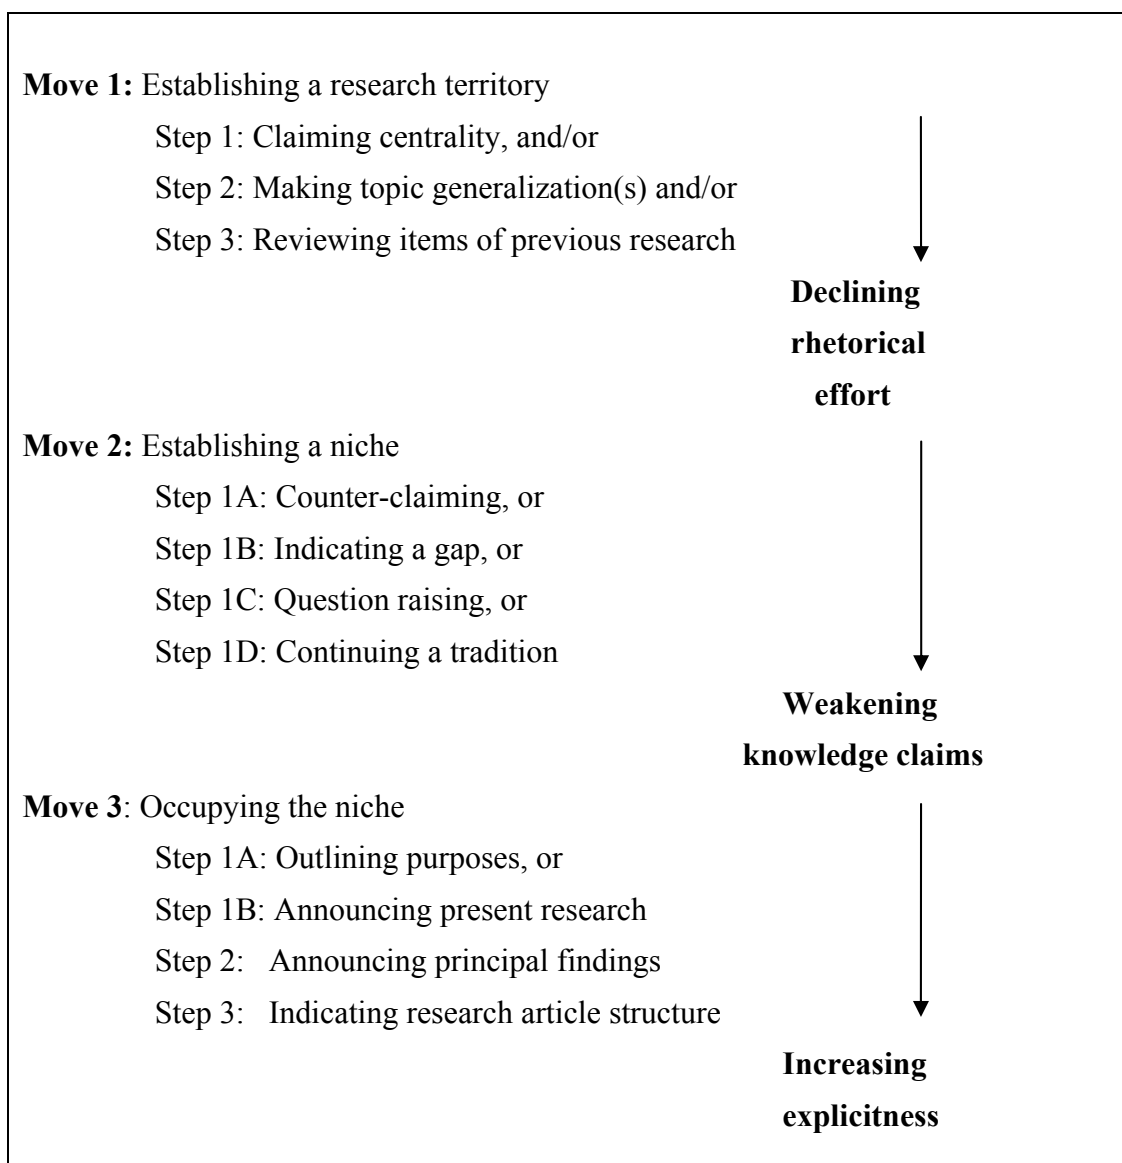 Move 1: Establishing a research territory
Step 1: Claiming centrality, and/or
Step 2: Making topic generalization(s) and/or
Step 3: Reviewing items of previous research
Declining
rhetorical
effort
Move 2: Establishing a niche
Step 1A: Counter-claiming, or
Step 1B: Indicating a gap, or
Step 1C: Question raising, or
Step 1D: Continuing a tradition
Weakening
knowledge claims
Move 3: Occupying the niche
Step 1A: Outlining purposes, or
Step 1B: Announcing present research
Step 2: Announcing principal findings
Step 3: Indicating research article structure
Increasing
explicitness